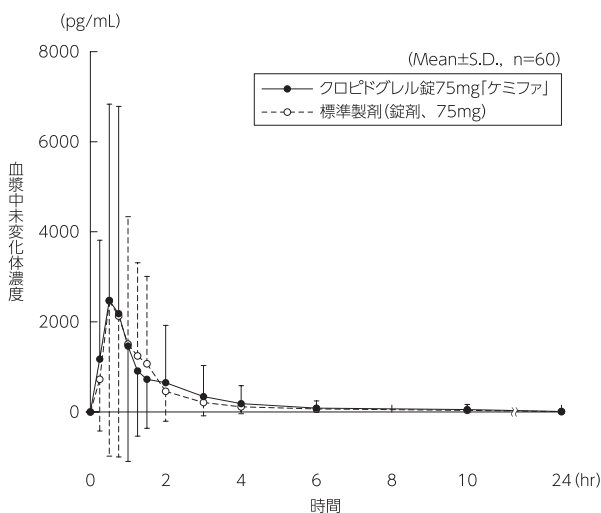 (pg/mL)
8000
6000
4000
2000
0
血漿中未変化体濃度
(Mean±S.D., n=60)
クロピドグレル錠75mg「ケミファ」
標準製剤(錠剤、75mg)
0 2 4 6 8 10 24(hr)
時間